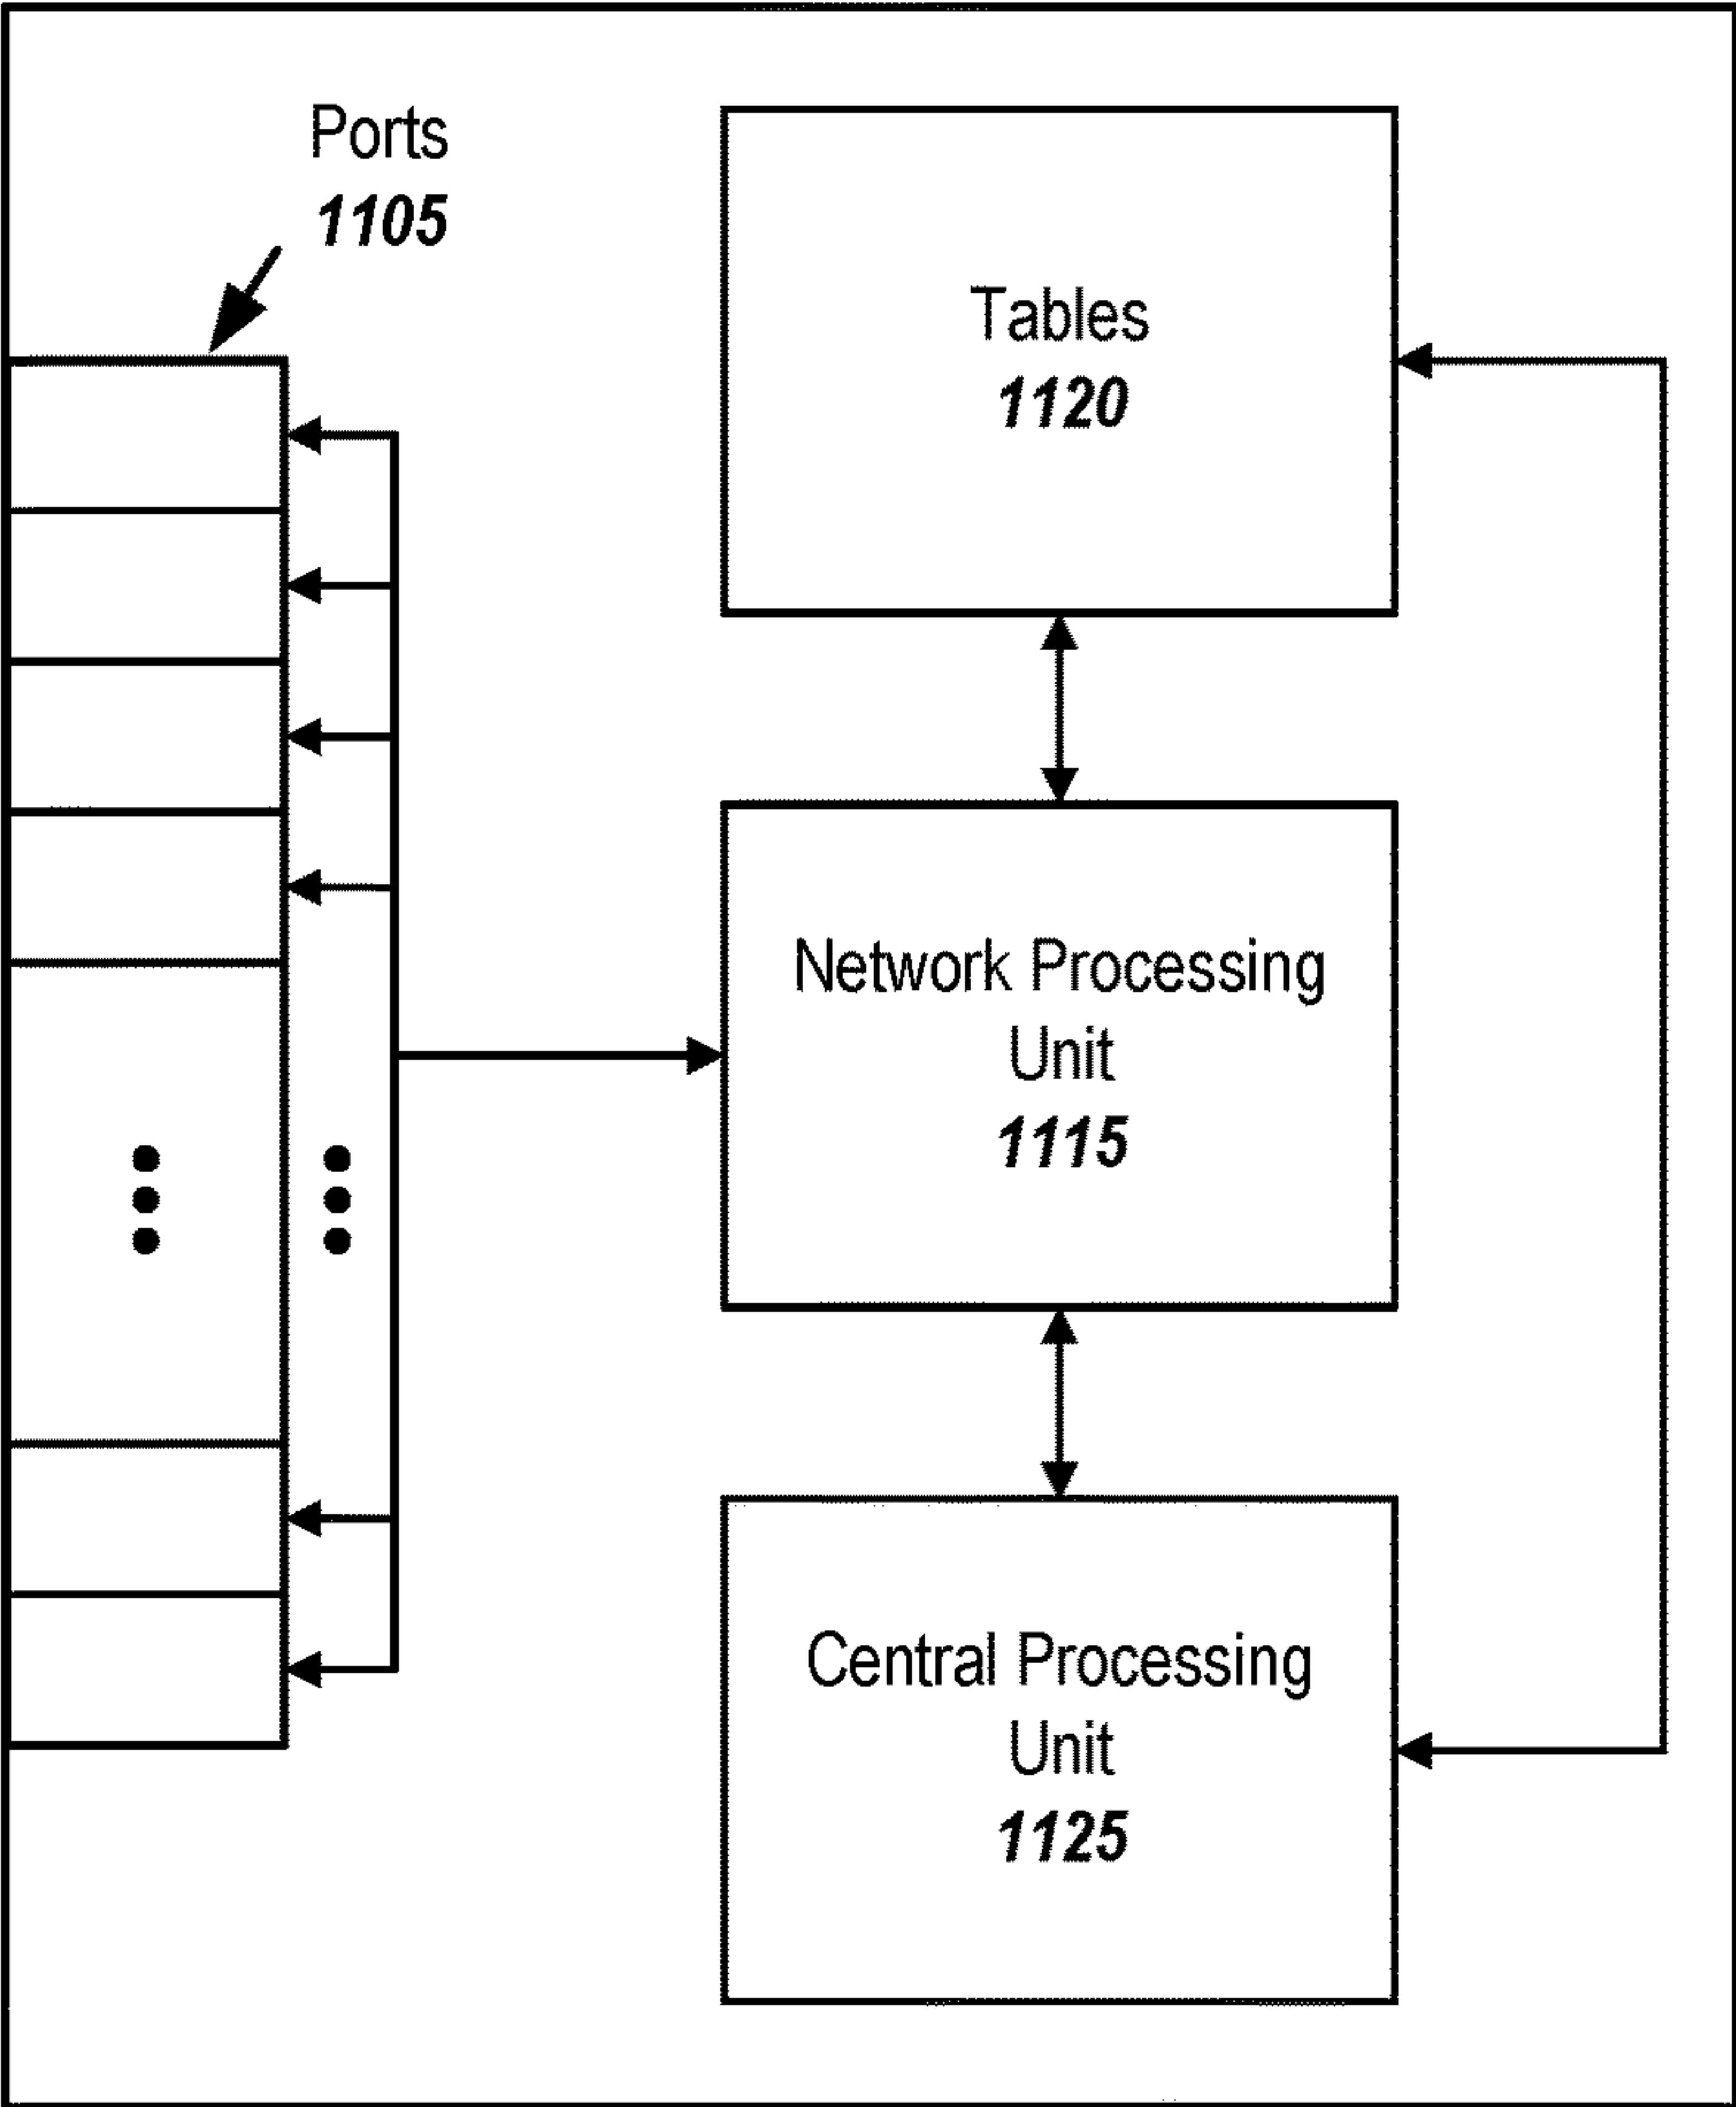 Ports
1105
Tables
1120
Network Processing
Unit
1115
Central Processing
Unit
1125